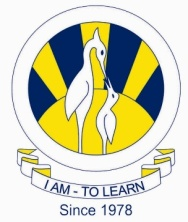 I AM - TO LEARN
Since 1978